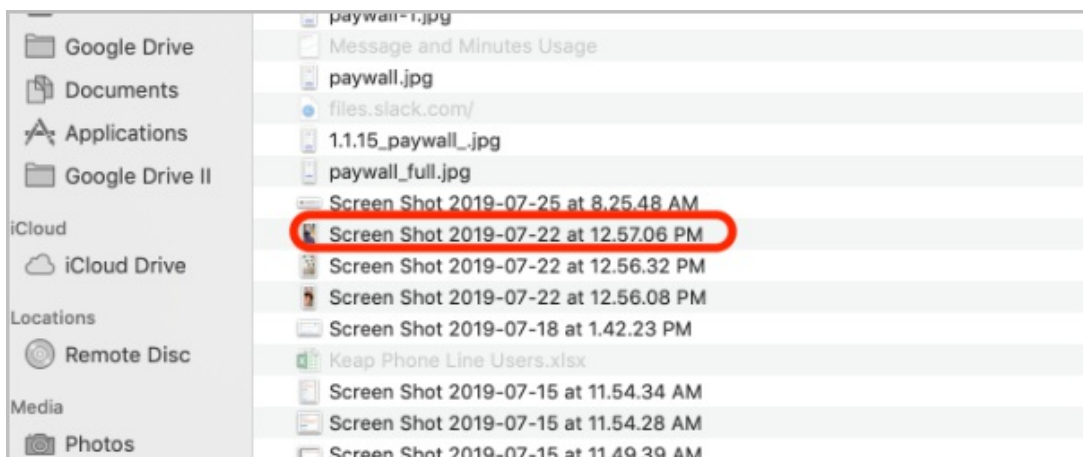 Google Drive
Documents
Applications
Google Drive II
iCloud
iCloud Drive
Locations
Remote Disc
Media
Photos
paywall-1.jpg
Message and Minutes Usage
paywall.jpg
files.slack.com/
1.1.15_paywall_.jpg
paywall_full.jpg
Screen Shot 2019-07-25 at 8.25.48 AM
Screen Shot 2019-07-22 at 12.57.06 PM
Screen Shot 2019-07-22 at 12.56.32 PM
Screen Shot 2019-07-22 at 12.56.08 PM
Screen Shot 2019-07-18 at 1.42.23 PM
Keap Phone Line Users.xlsx
Screen Shot 2019-07-15 at 11.54.34 AM
Screen Shot 2019-07-15 at 11.54.28 AM
Screen Shot 2019-07-15 at 11.49.39 AM